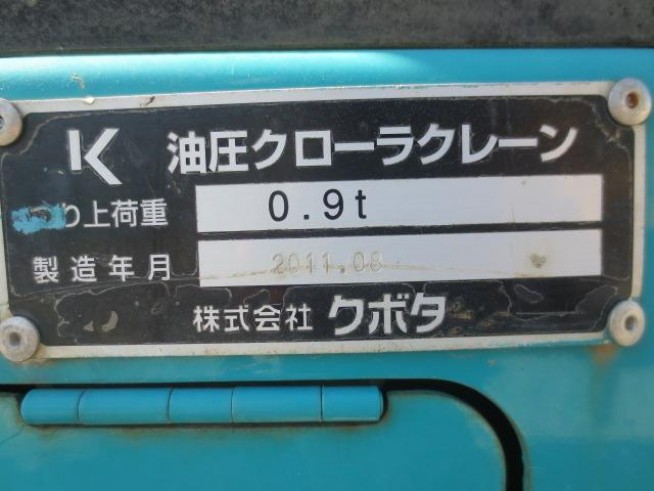 K 油圧クローラクレーン
り上荷重 0.9t
製造年月 2011.08
株式会社 クボタ